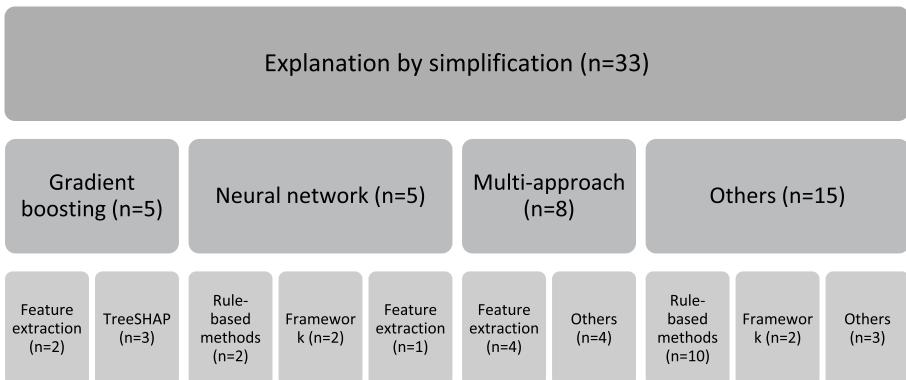 Explanation by simplification (n=33)
Gradient
boosting (n=5)
Neural network (n=5)
Multi-approach
(n=8)
Others (n=15)
Feature
extraction
(n=2)
TreeSHAP
(n=3)
Rule-
based
methods
(n=2)
Framewor
k (n=2)
Feature
extraction
(n=1)
Feature
extraction
(n=4)
Others
(n=4)
Rule-
based
methods
(n=10)
Framewor
k (n=2)
Others
(n=3)